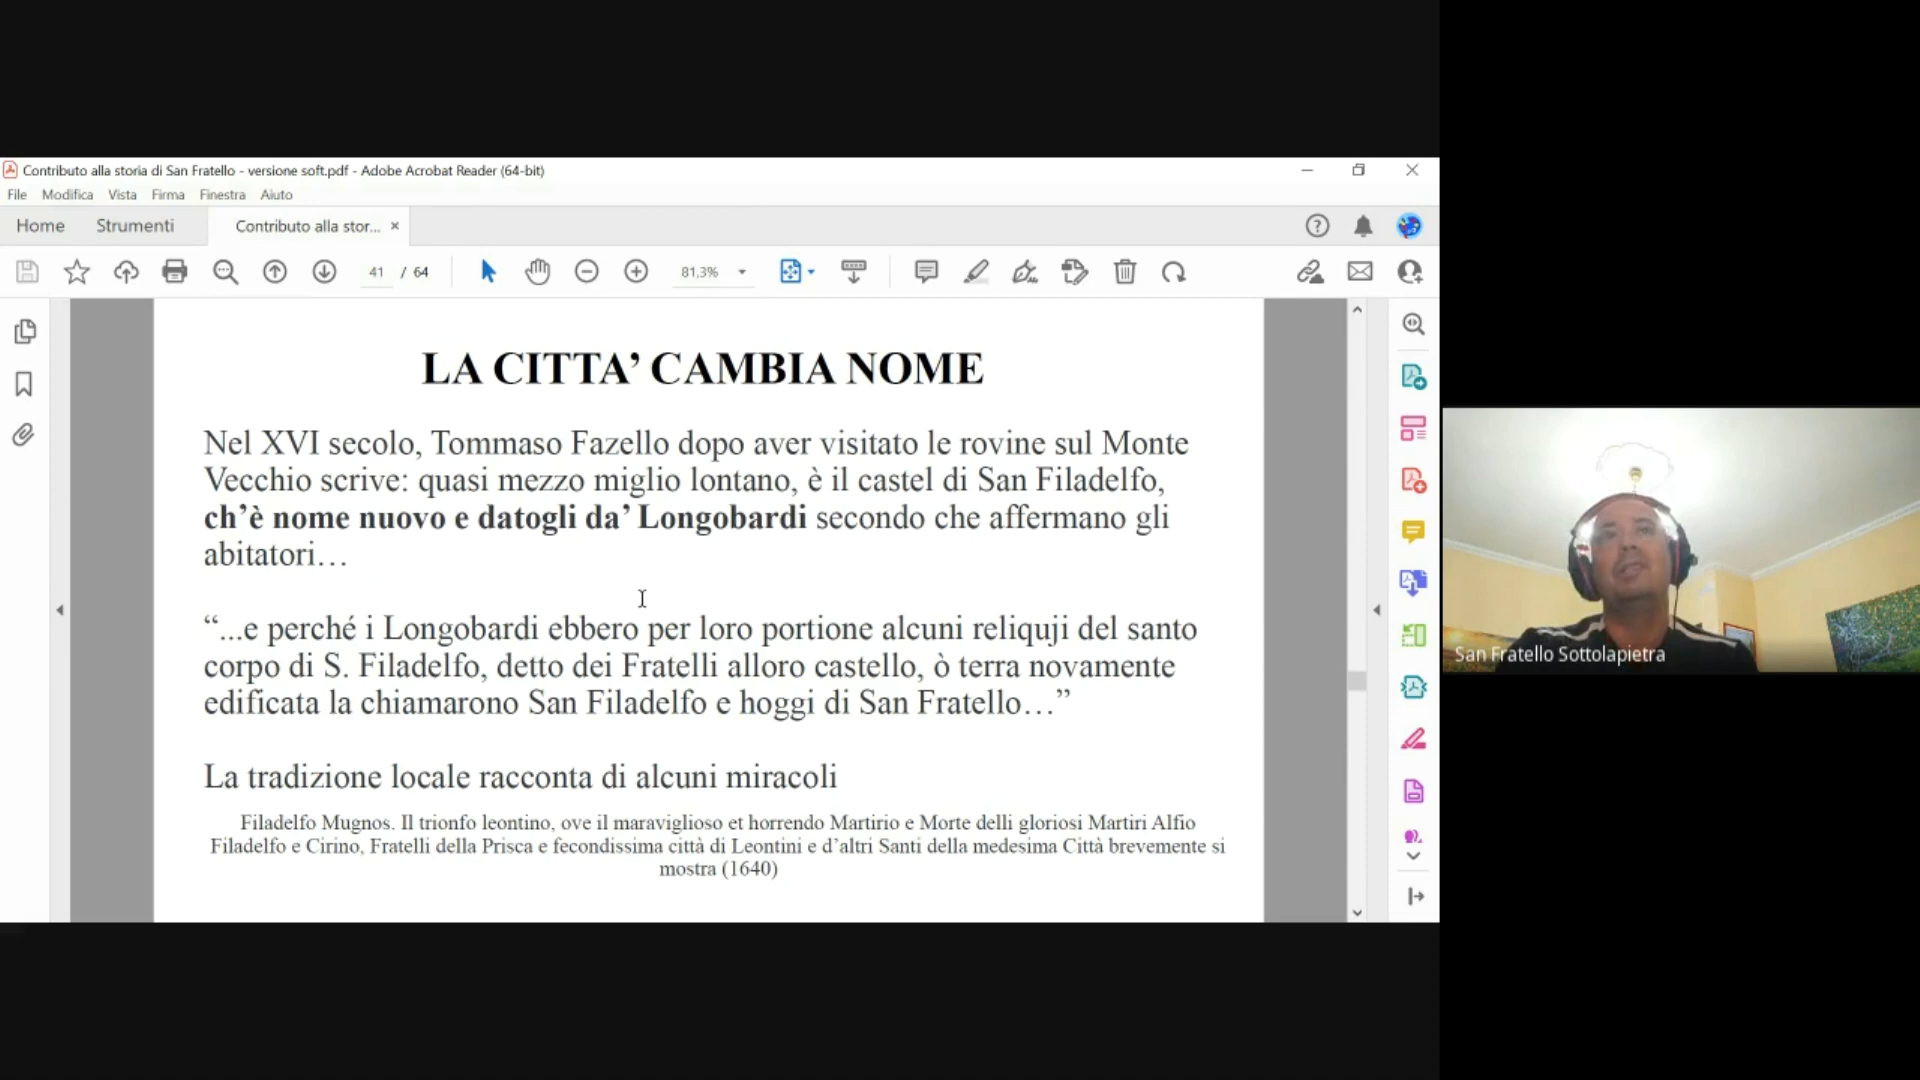 Contributo alla storia di San Fratello - versione soft.pdf - Adobe Acrobat Reader (64-bit)
File Modifica Vista Firma Finestra Aiuto
Home Strumenti Contributo alla stor...
41 / 64 81,3%
LA CITTA’ CAMBIA NOME
Nel XVI secolo, Tommaso Fazello dopo aver visitato le rovine sul Monte
Vecchio scrive: quasi mezzo miglio lontano, è il castel di San Filadelfo,
ch’è nome nuovo e datogli da’ Longobardi secondo che affermano gli
abitatori…
“...e perché i Longobardi ebbero per loro portione alcuni reliquji del santo
corpo di S. Filadelfo, detto dei Fratelli alloro castello, ò terra novamente
edificata la chiamarono San Filadelfo e hoggi di San Fratello…”
La tradizione locale racconta di alcuni miracoli
Filadelfo Mugnos. Il trionfo leontino, ove il maraviglioso et horrendo Martirio e Morte delli gloriosi Martiri Alfio
Filadelfo e Cirino, Fratelli della Prisca e fecondissima città di Leontini e d’altri Santi della medesima Città brevemente si
mostra (1640)
San Fratello Sottolapietra